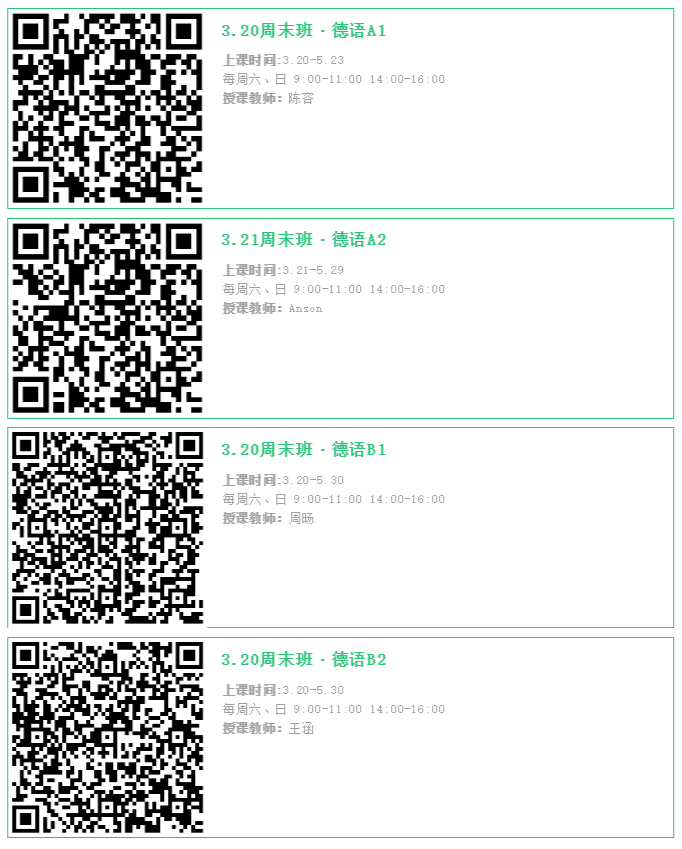 3.20周末班·德语A1
上课时间:3.20-5.23
每周六、日 9:00-11:00 14:00-16:00
授课教师：陈容
3.21周末班·德语A2
上课时间:3.21-5.29
每周六、日 9:00-11:00 14:00-16:00
授课教师：Anson
3.20周末班·德语B1
上课时间:3.20-5.30
每周六、日 9:00-11:00 14:00-16:00
授课教师：周旸
3.20周末班·德语B2
上课时间:3.20-5.30
每周六、日 9:00-11:00 14:00-16:00
授课教师：王涵